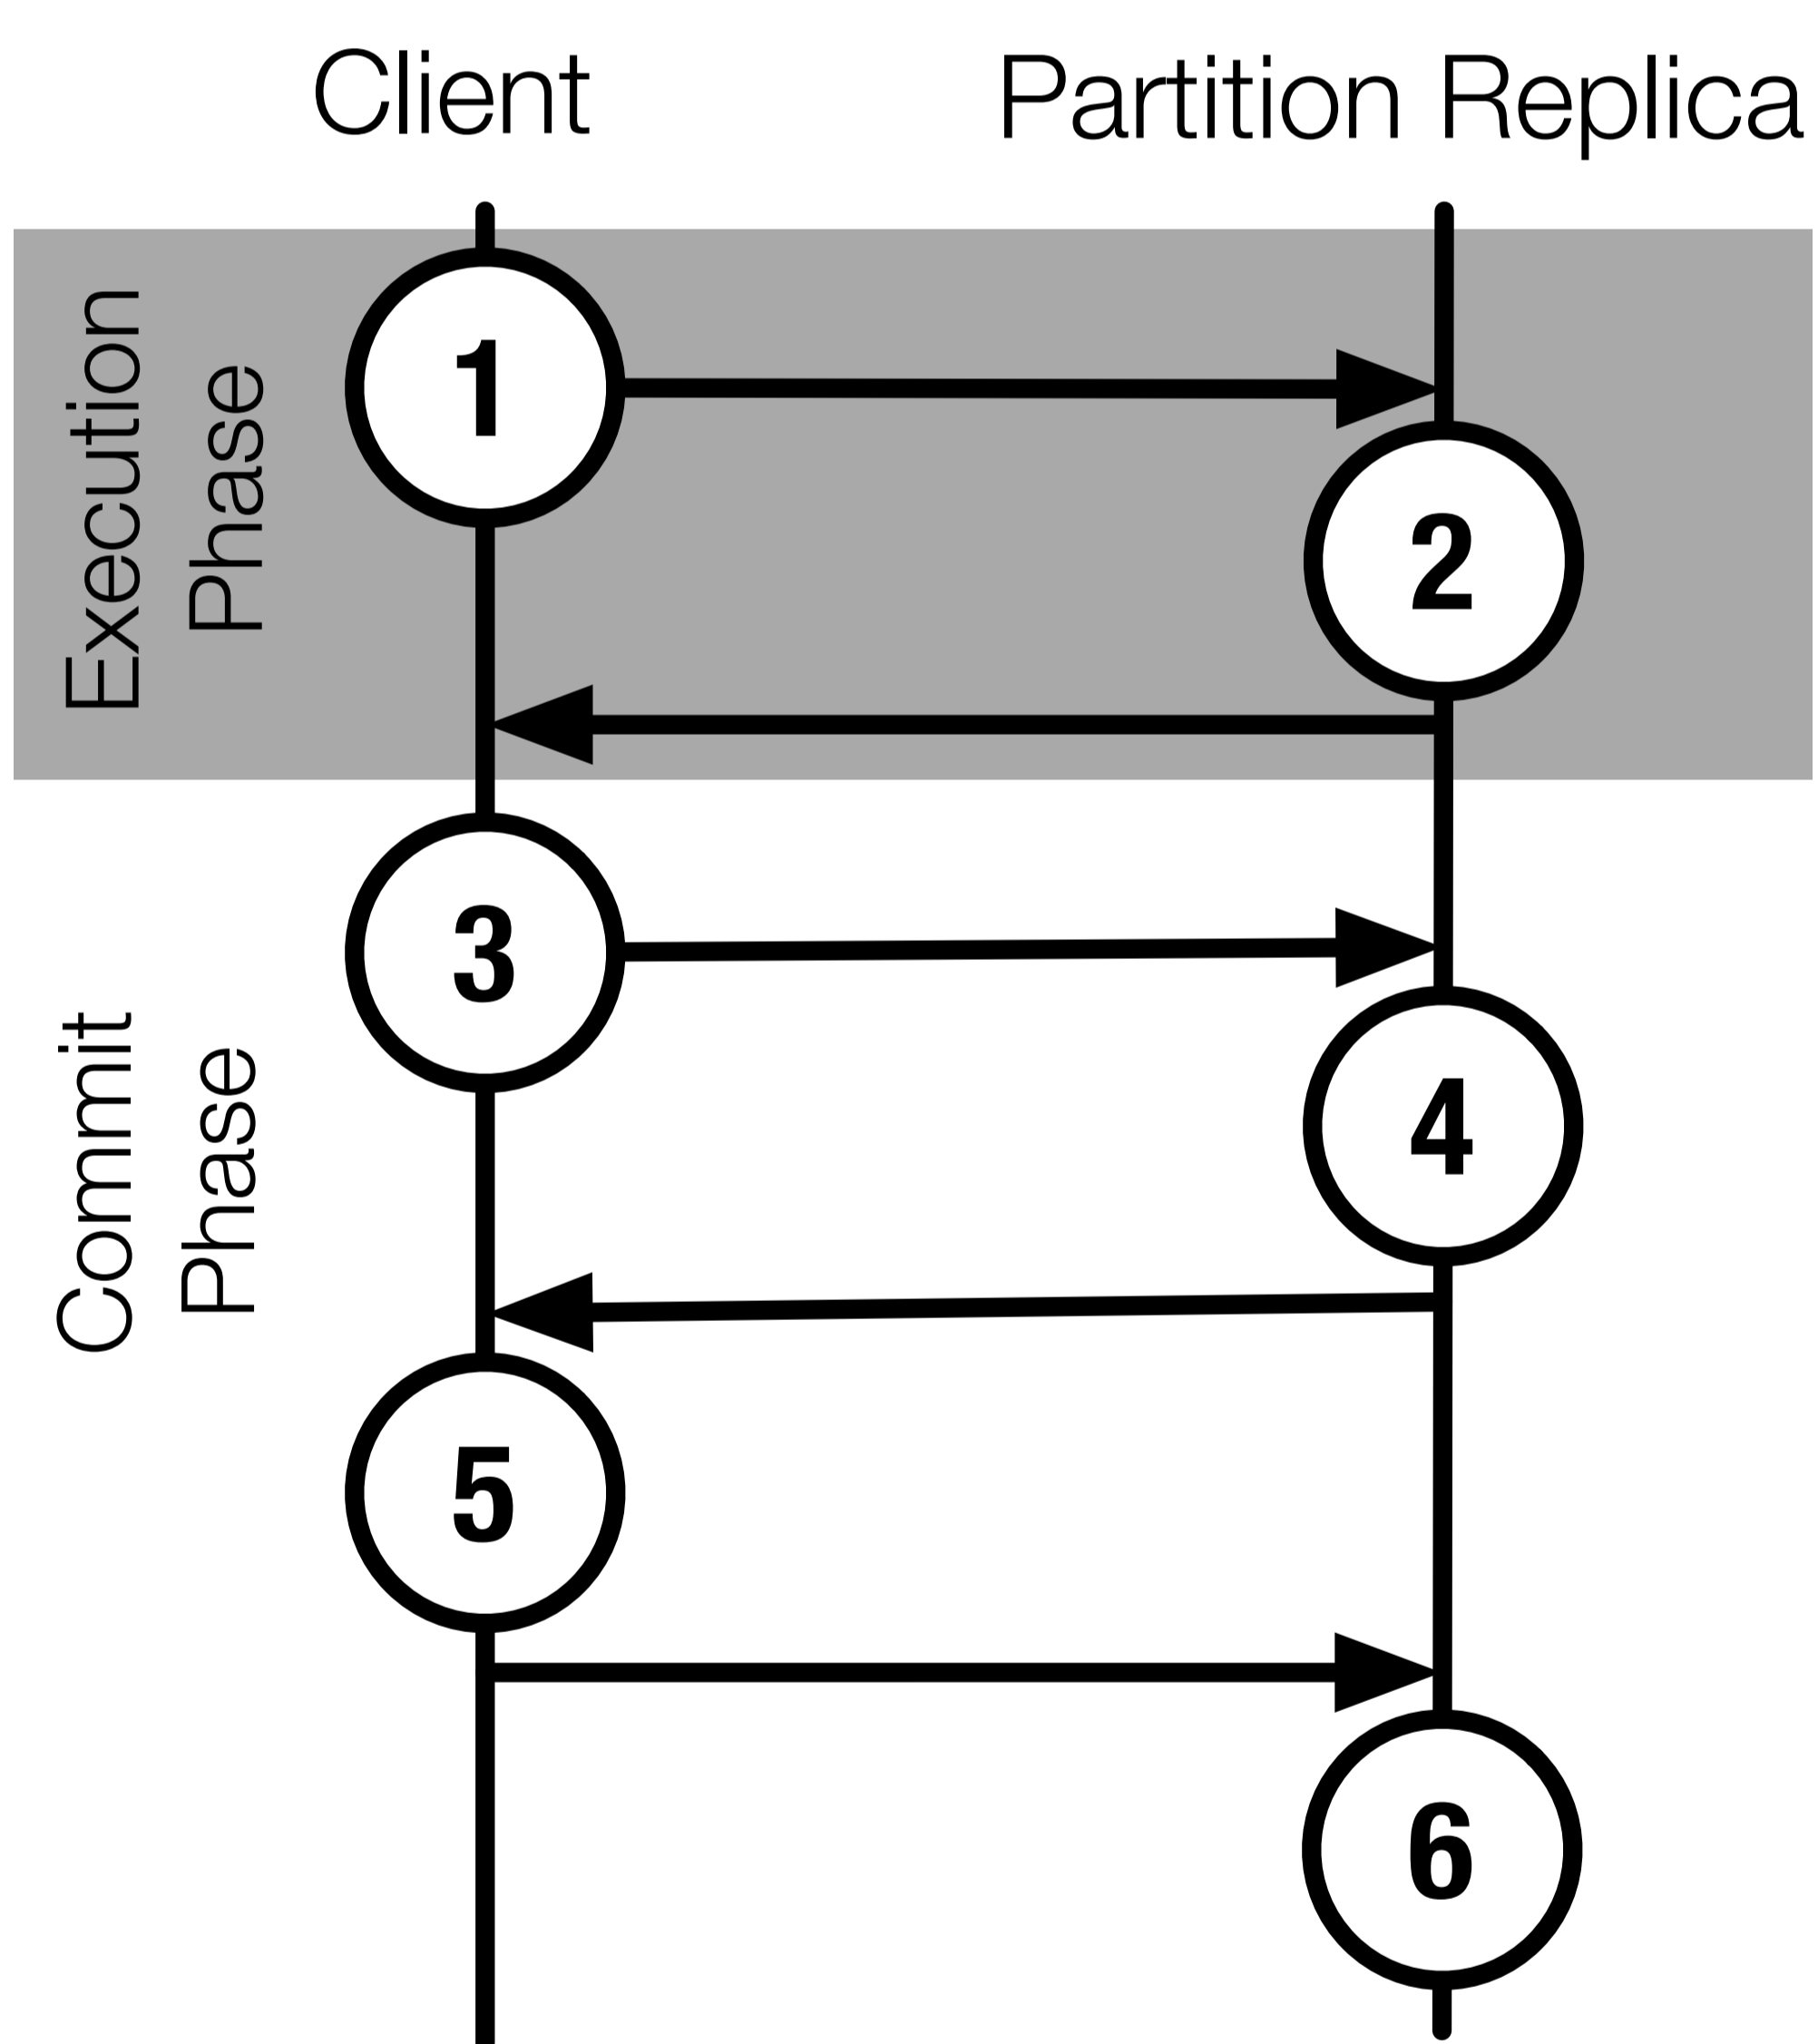 Client
Partition Replica
Execution
Phase
1
2
3
Commit
Phase
4
5
6